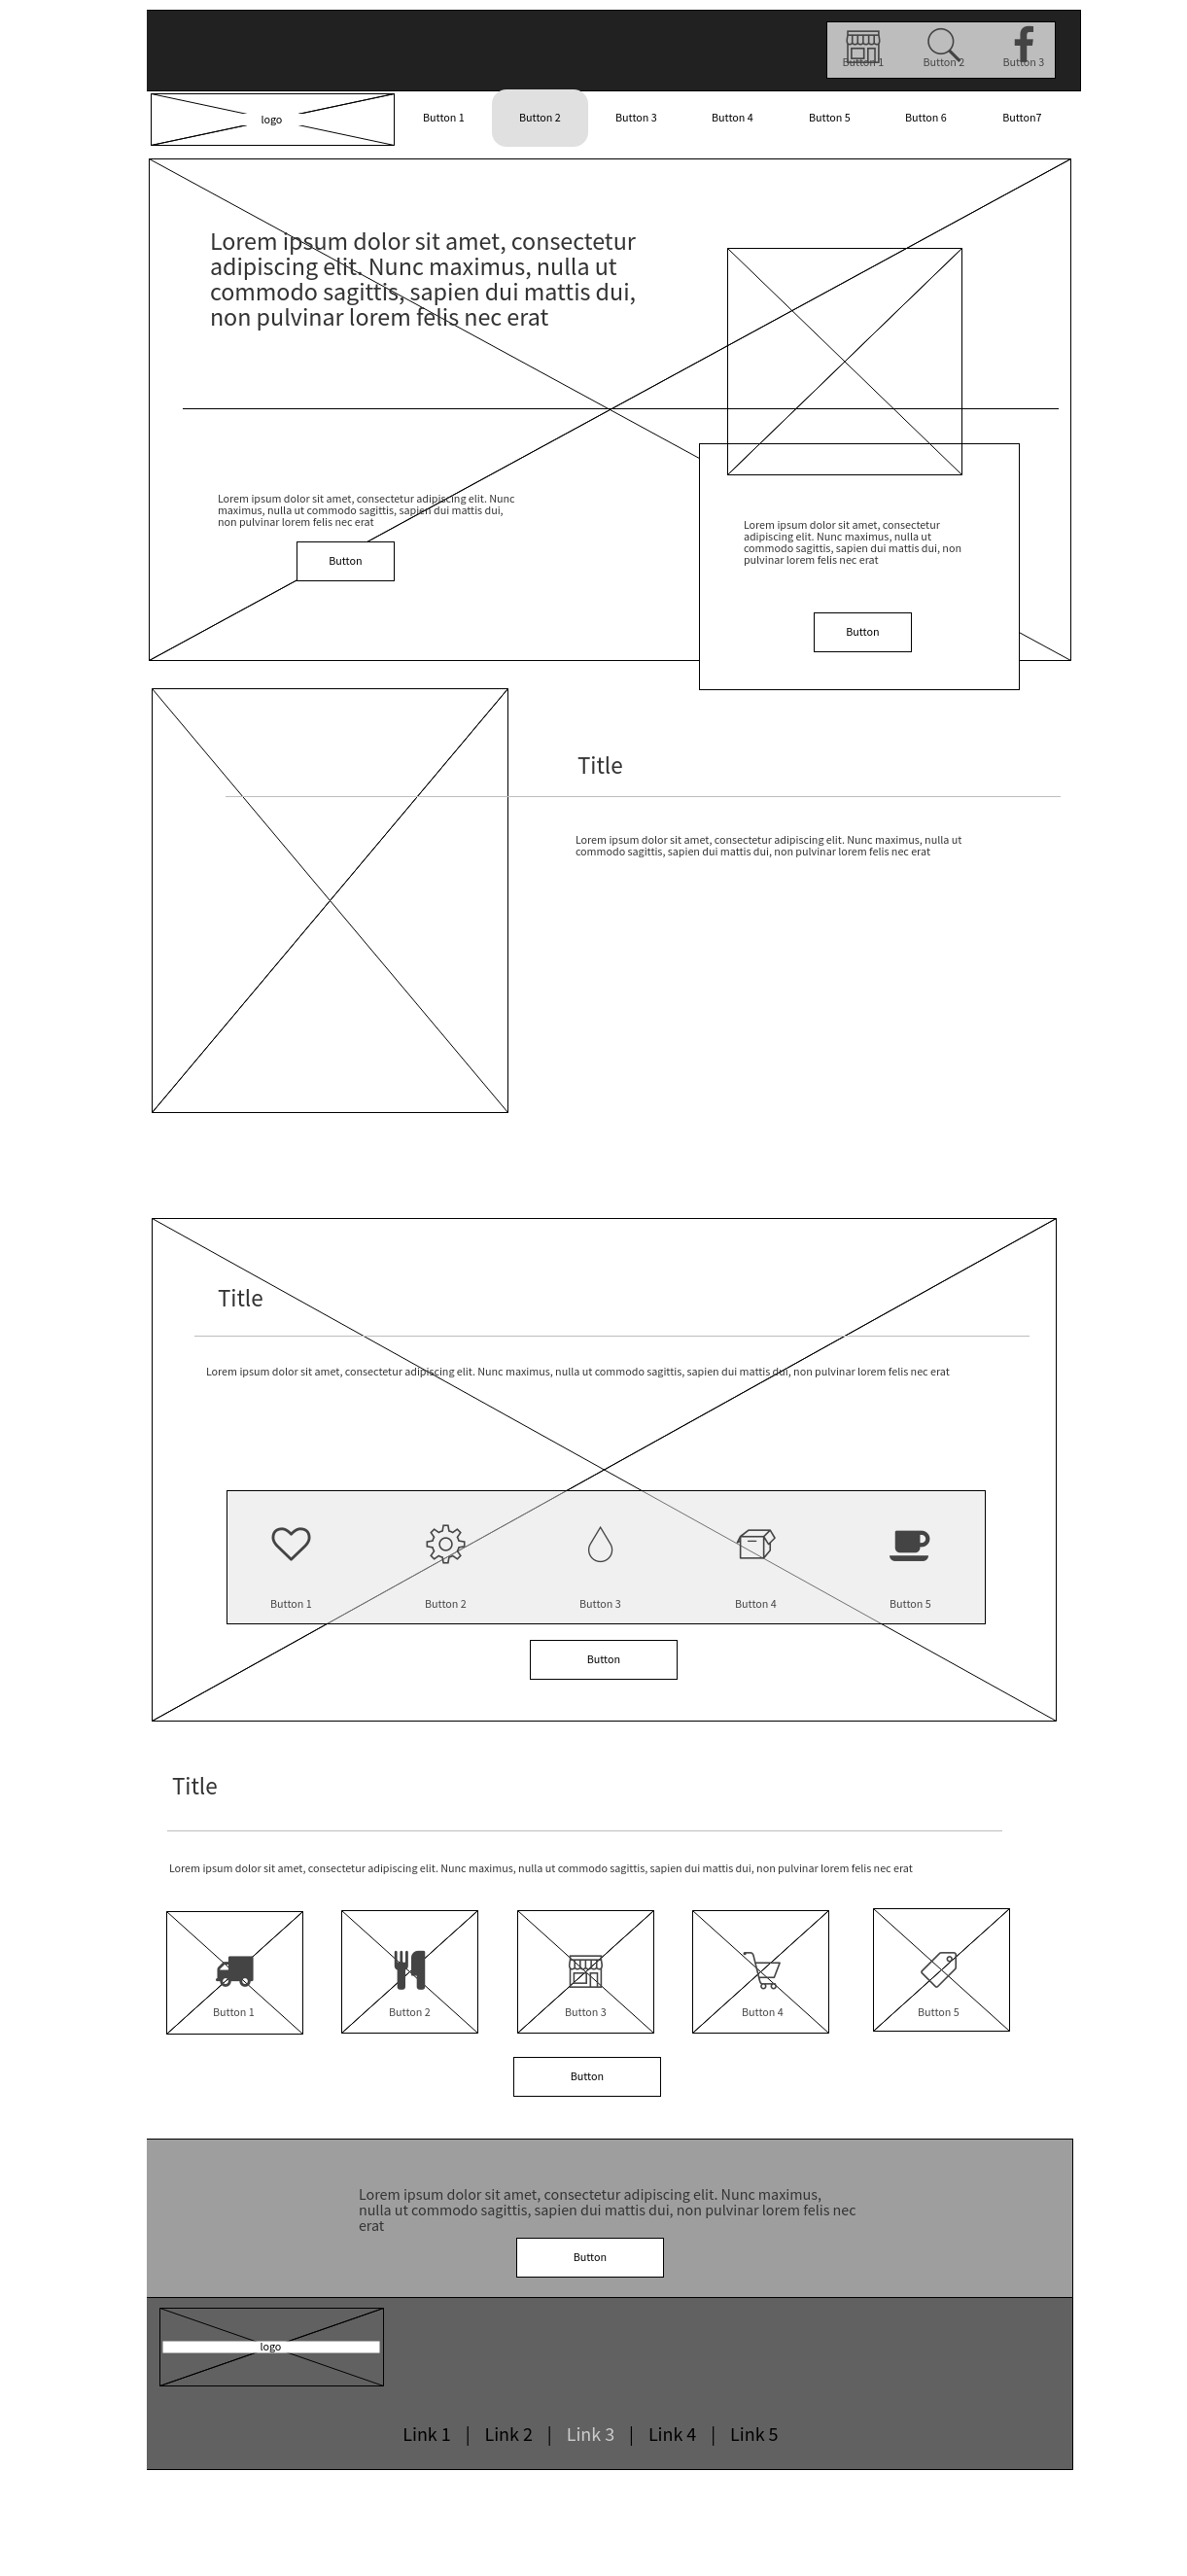 Button 1
Button 2
Button 3
logo
Button 1
Button 2
Button 3
Button 4
Button 5
Button 6
Button7
Lorem ipsum dolor sit amet, consectetur
adipiscing elit. Nunc maximus, nulla ut
commodo sagittis, sapien dui mattis dui,
non pulvinar lorem felis nec erat
Lorem ipsum dolor sit amet, consectetur adipiscing elit. Nunc
maximus, nulla ut commodo sagittis, sapien dui mattis dui,
non pulvinar lorem felis nec erat
Button
Lorem ipsum dolor sit amet, consectetur
adipiscing elit. Nunc maximus, nulla ut
commodo sagittis, sapien dui mattis dui, non
pulvinar lorem felis nec erat
Button
Title
Lorem ipsum dolor sit amet, consectetur adipiscing elit. Nunc maximus, nulla ut
commodo sagittis, sapien dui mattis dui, non pulvinar lorem felis nec erat
Title
Lorem ipsum dolor sit amet, consectetur adipiscing elit. Nunc maximus, nulla ut commodo sagittis, sapien dui mattis dui, non pulvinar lorem felis nec erat
Button 1
Button 2
Button 3
Button 4
Button 5
Button
Title
Lorem ipsum dolor sit amet, consectetur adipiscing elit. Nunc maximus, nulla ut commodo sagittis, sapien dui mattis dui, non pulvinar lorem felis nec erat
Button 1
Button 2
Button 3
Button 4
Button 5
Button
Lorem ipsum dolor sit amet, consectetur adipiscing elit. Nunc maximus,
nulla ut commodo sagittis, sapien dui mattis dui, non pulvinar lorem felis nec
erat
Button
logo
Link 1 | Link 2 | Link 3 | Link 4 | Link 5